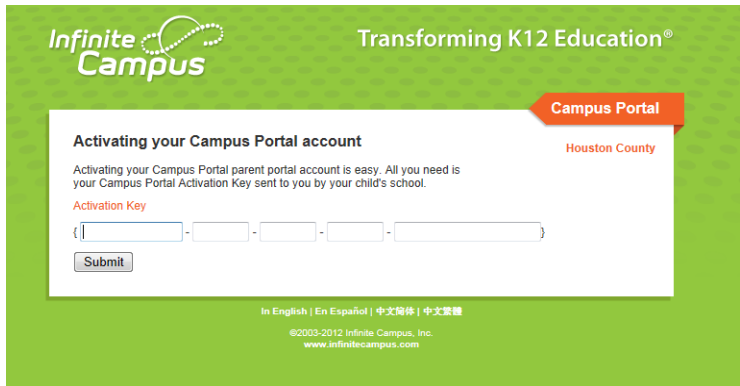 Infinite
Campus
Transforming K12 Education®
Campus Portal
Houston County
Activating your Campus Portal account
Activating your Campus Portal parent portal account is easy. All you need is
your Campus Portal Activation Key sent to you by your child's school.
Activation Key
{ - - - - }
Submit
In English | En Español | 中文简体 | 中文繁體
©2003-2012 Infinite Campus, Inc.
www.infinitecampus.com